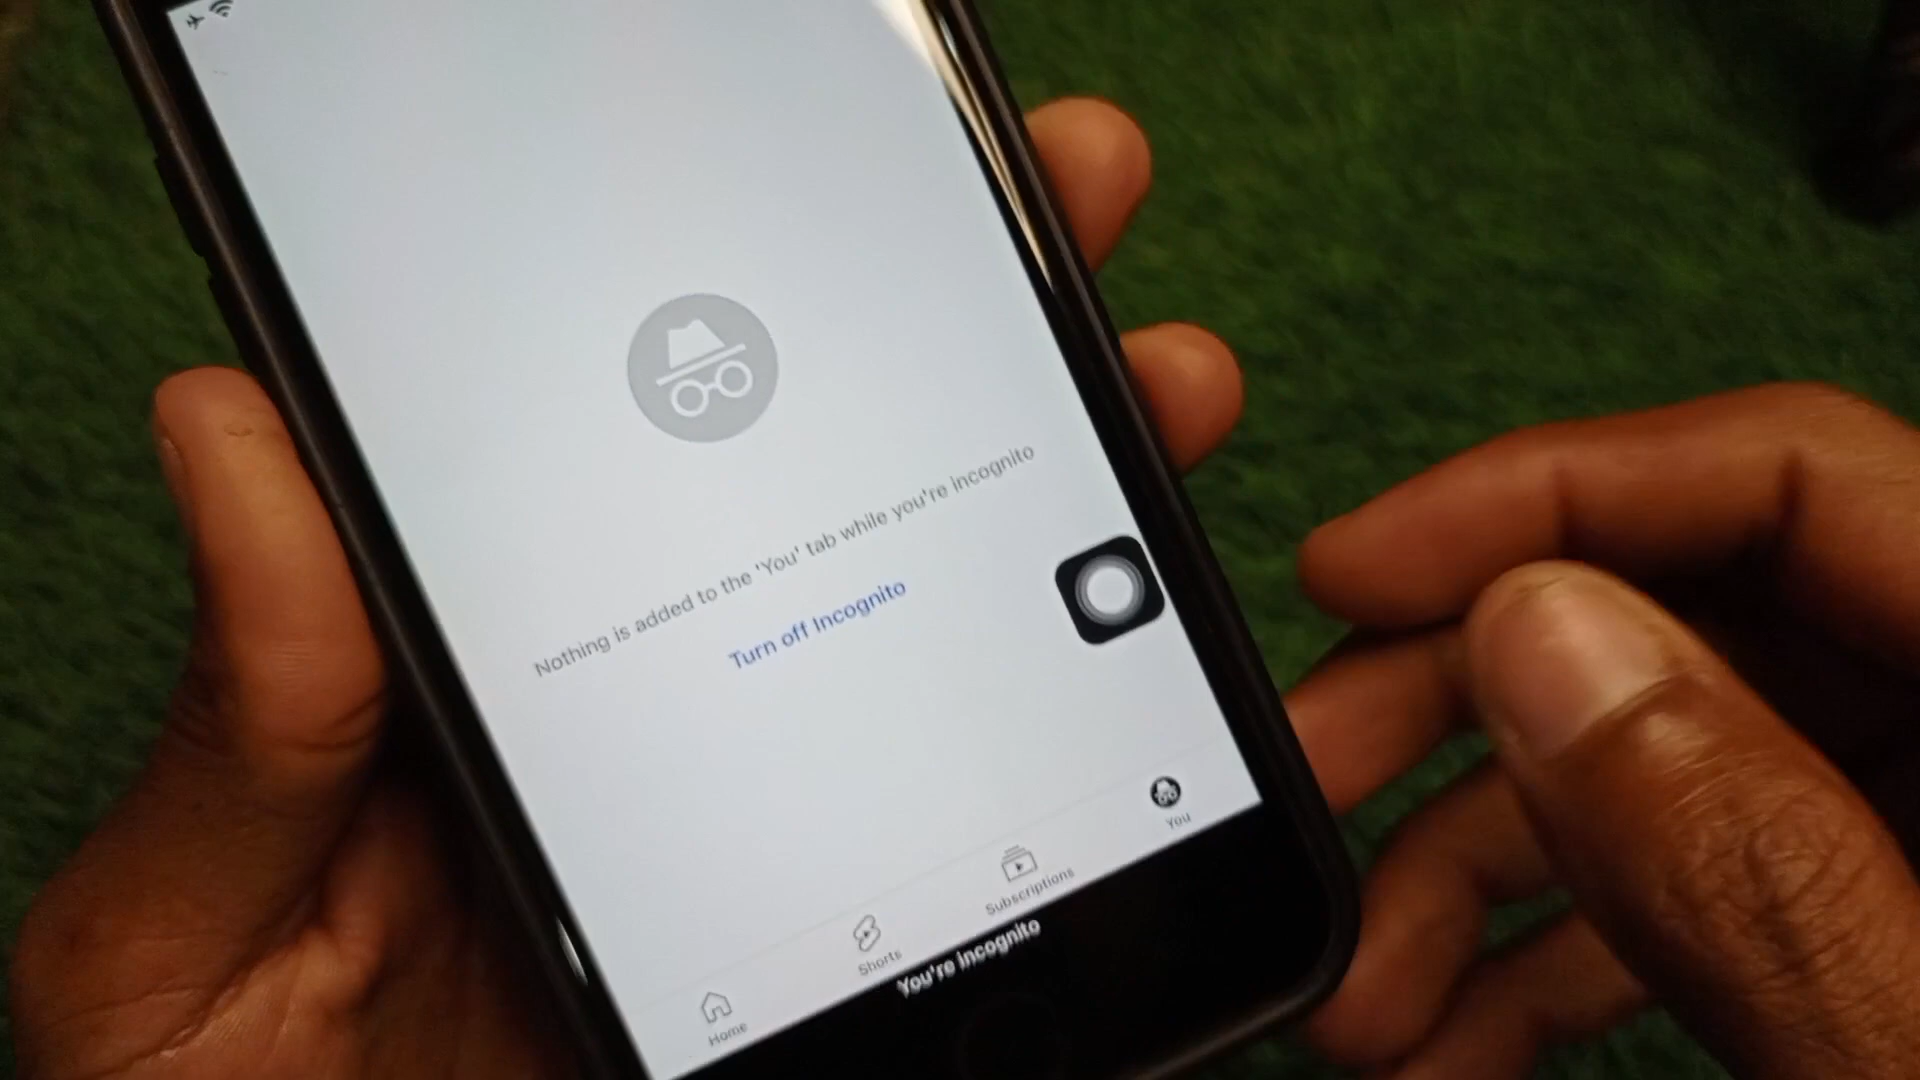 Nothing is added to the 'You' tab while you're incognito
Turn off Incognito
Home
Shorts
Subscriptions
You
You're incognito